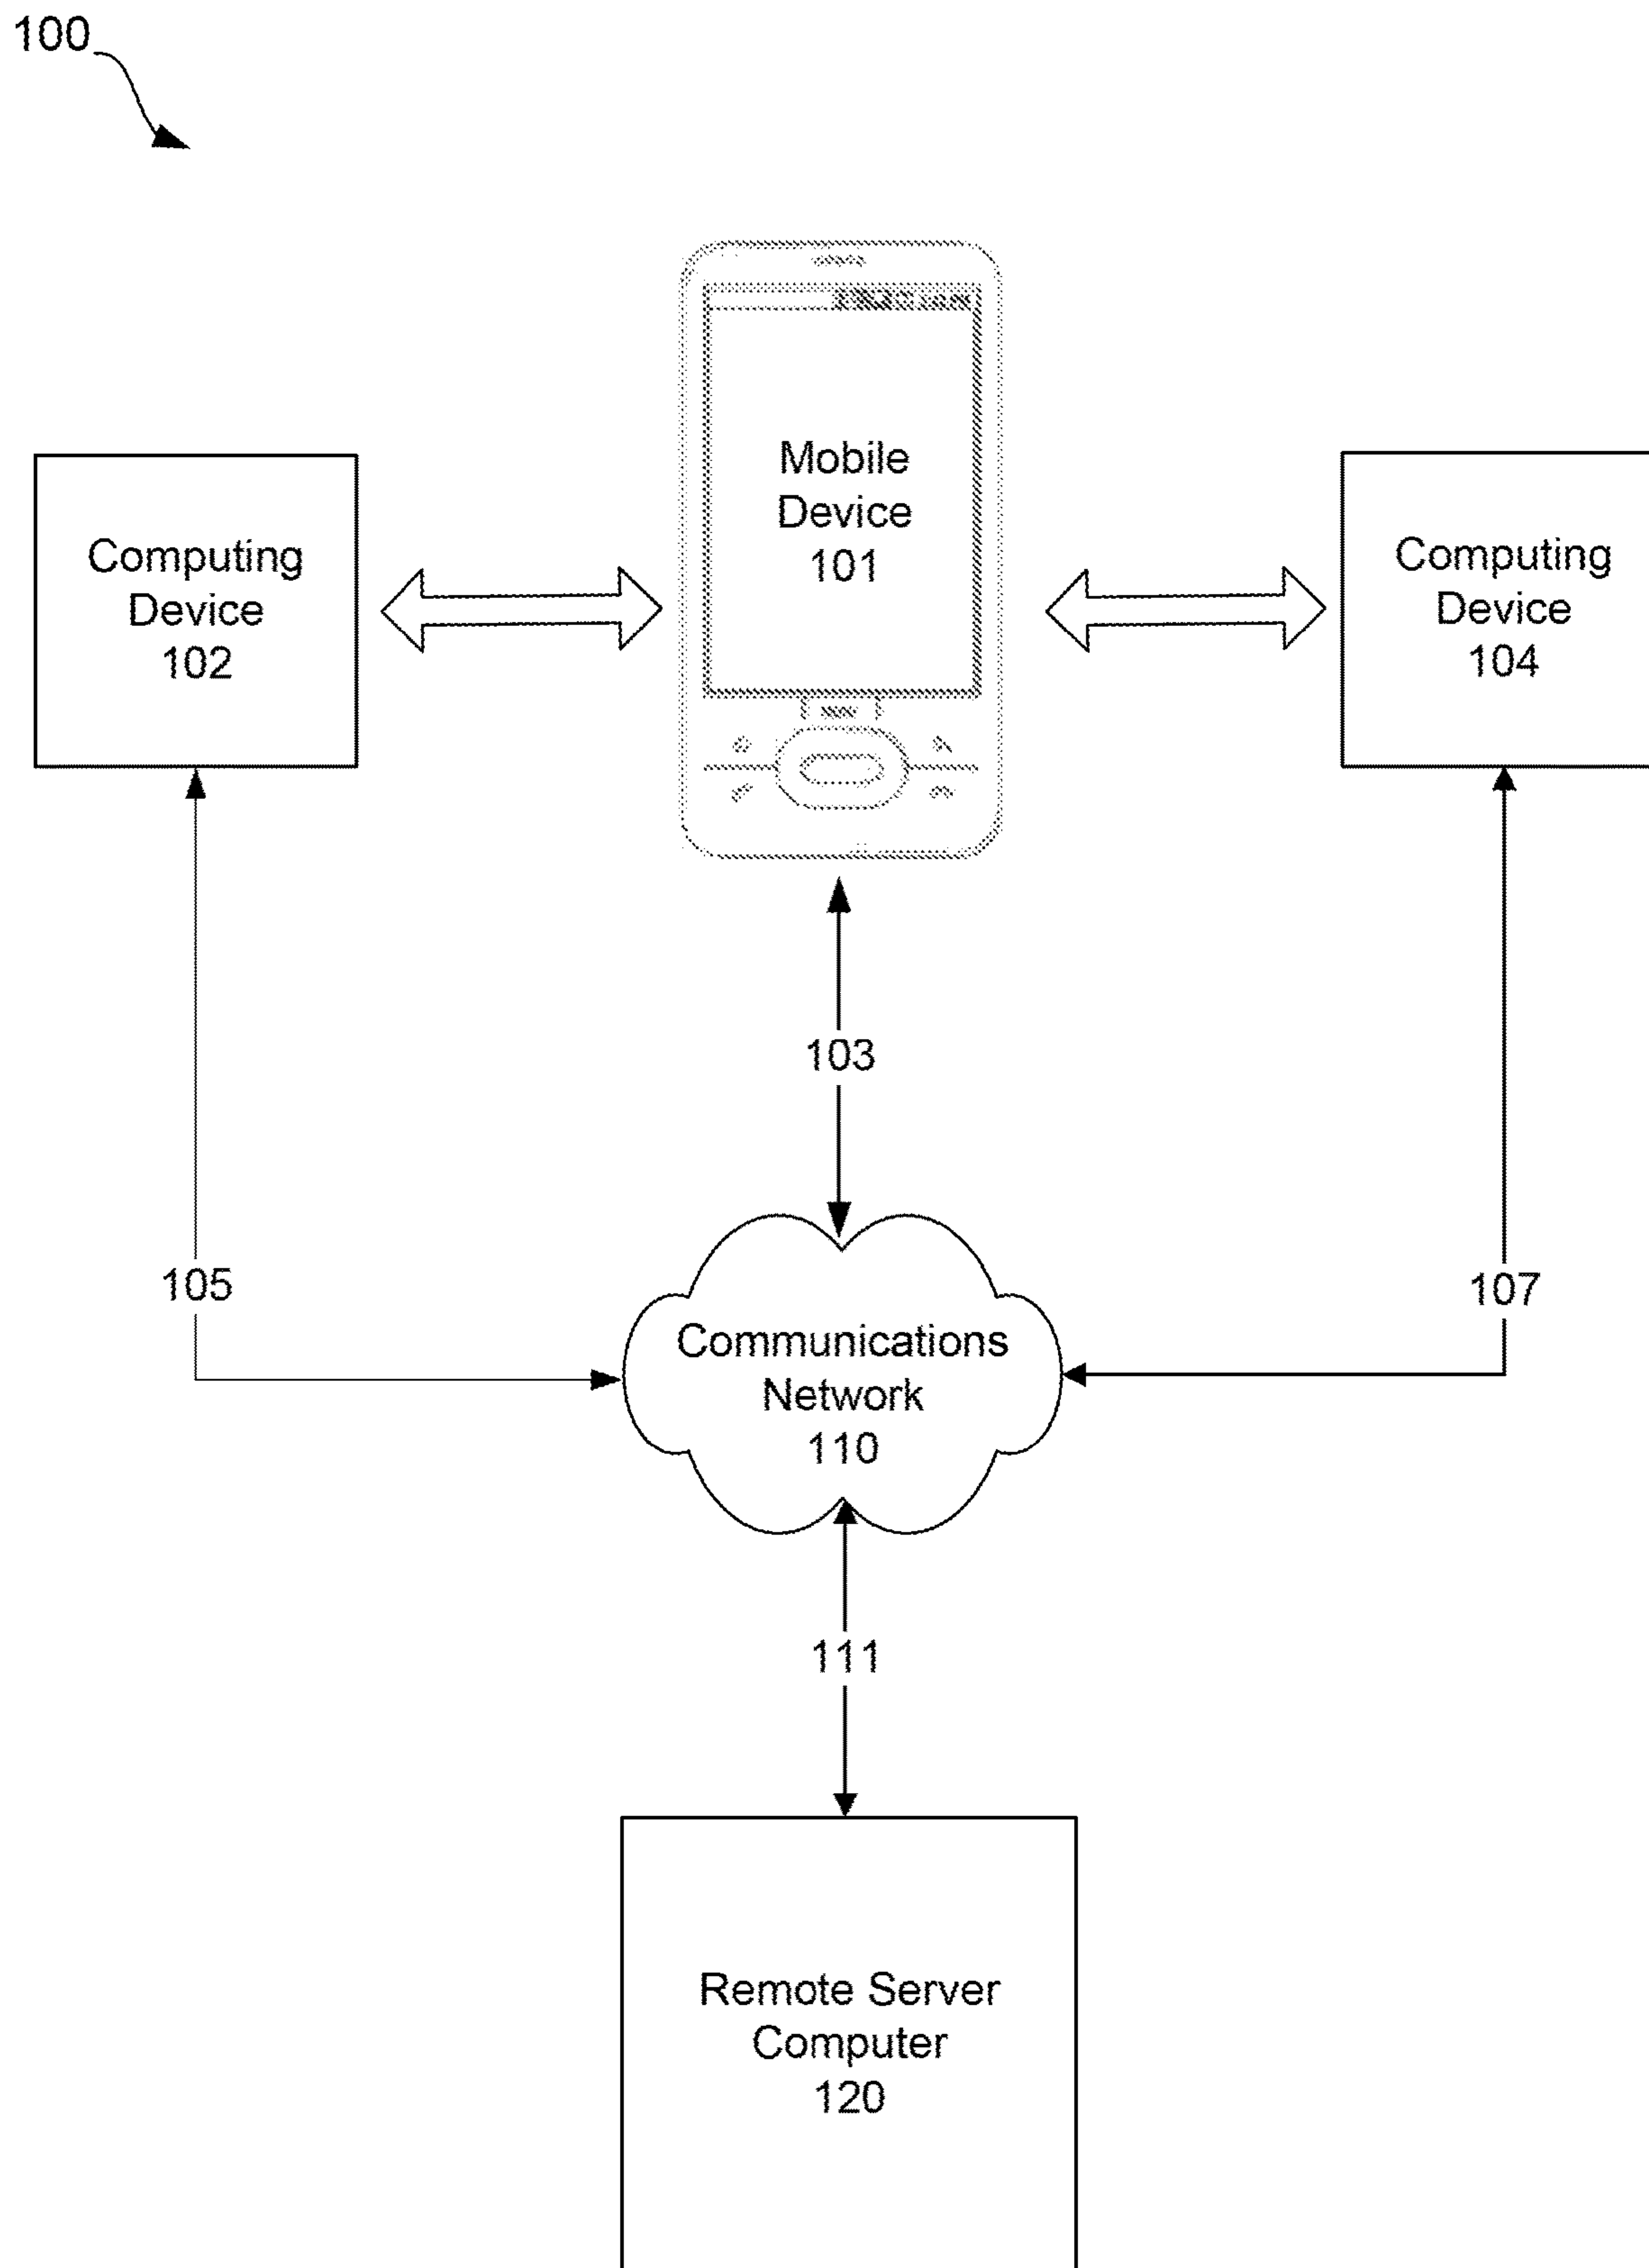 100
Mobile
Device
101
Computing
Device
102
Computing
Device
104
103
105
107
Communications
Network
110
111
Remote Server
Computer
120